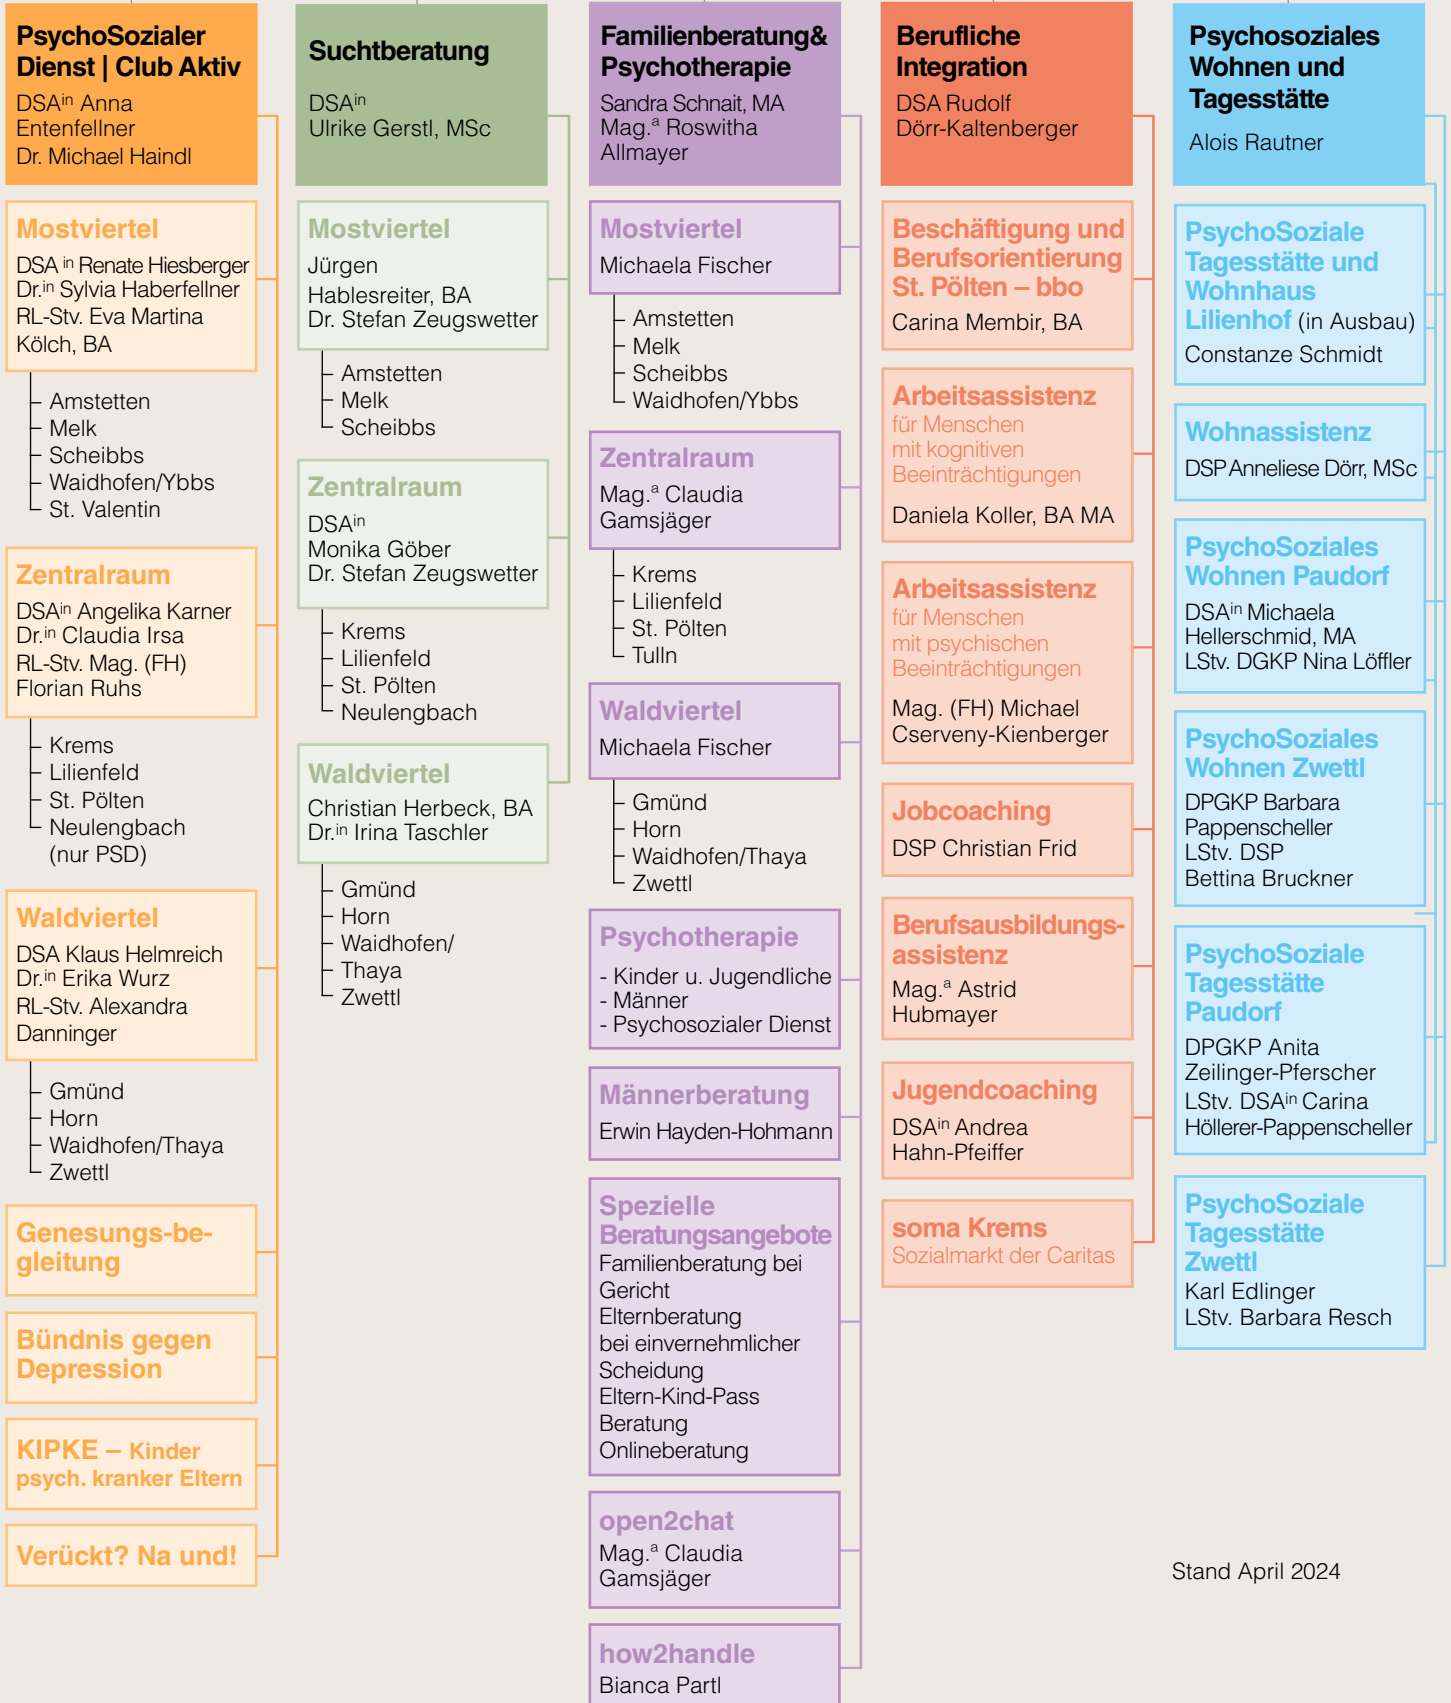 PsychoSozialer
Dienst | Club Aktiv
DSAin Anna
Entenfellner
Dr. Michael Haindl
Mostviertel
DSA in Renate Hiesberger
Dr.in Sylvia Haberfellner
RL-Stv. Eva Martina
Kölch, BA
Amstetten
Melk
Scheibbs
Waidhofen/Ybbs
St. Valentin
Zentralraum
DSAin Angelika Karner
Dr.in Claudia Irsa
RL-Stv. Mag. (FH)
Florian Ruhs
Krems
Lilienfeld
St. Pölten
Neulengbach
(nur PSD)
Waldviertel
DSA Klaus Helmreich
Dr.in Erika Wurz
RL-Stv. Alexandra
Danninger
Gmünd
Horn
Waidhofen/Thaya
Zwettl
Genesungs-be-
gleitung
Bündnis gegen
Depression
KIPKE – Kinder
psych. kranker Eltern
Verückt? Na und!
Suchtberatung
DSAin
Ulrike Gerstl, MSc
Mostviertel
Jürgen
Hablesreiter, BA
Dr. Stefan Zeugswetter
Amstetten
Melk
Scheibbs
Zentralraum
DSAin
Monika Göber
Dr. Stefan Zeugswetter
Krems
Lilienfeld
St. Pölten
Neulengbach
Waldviertel
Christian Herbeck, BA
Dr.in Irina Taschler
Gmünd
Horn
Waidhofen/
Thaya
Zwettl
Familienberatung&
Psychotherapie
Sandra Schnait, MA
Mag.a Roswitha
Allmayer
Mostviertel
Michaela Fischer
Amstetten
Melk
Scheibbs
Waidhofen/Ybbs
Zentralraum
Mag.a Claudia
Gamsjäger
Krems
Lilienfeld
St. Pölten
Tulln
Waldviertel
Michaela Fischer
Gmünd
Horn
Waidhofen/Thaya
Zwettl
Psychotherapie
- Kinder u. Jugendliche
- Männer
- Psychosozialer Dienst
Männerberatung
Erwin Hayden-Hohmann
Spezielle
Beratungsangebote
Familienberatung bei
Gericht
Elternberatung
bei einvernehmlicher
Scheidung
Eltern-Kind-Pass
Beratung
Onlineberatung
open2chat
Mag.a Claudia
Gamsjäger
how2handle
Bianca Partl
Berufliche
Integration
DSA Rudolf
Dörr-Kaltenberger
Beschäftigung und
Berufsorientierung
St. Pölten – bbo
Carina Membir, BA
Arbeitsassistenz
für Menschen
mit kognitiven
Beeinträchtigungen
Daniela Koller, BA MA
Arbeitsassistenz
für Menschen
mit psychischen
Beeinträchtigungen
Mag. (FH) Michael
Cserveny-Kienberger
Jobcoaching
DSP Christian Frid
Berufsausbildungs-
assistenz
Mag.a Astrid
Hubmayer
Jugendcoaching
DSAin Andrea
Hahn-Pfeiffer
soma Krems
Sozialmarkt der Caritas
Psychosoziales
Wohnen und
Tagesstätte
Alois Rautner
PsychoSoziale
Tagesstätte und
Wohnhaus
Lilienhof (in Ausbau)
Constanze Schmidt
Wohnassistenz
DSP Anneliese Dörr, MSc
PsychoSoziales
Wohnen Paudorf
DSAin Michaela
Hellerschmid, MA
LStv. DGKP Nina Löffler
PsychoSoziales
Wohnen Zwettl
DPGKP Barbara
Pappenscheller
LStv. DSP
Bettina Bruckner
PsychoSoziale
Tagesstätte
Paudorf
DPGKP Anita
Zeilinger-Pferscher
LStv. DSAin Carina
Höllerer-Pappenscheller
PsychoSoziale
Tagesstätte
Zwettl
Karl Edlinger
LStv. Barbara Resch
Stand April 2024